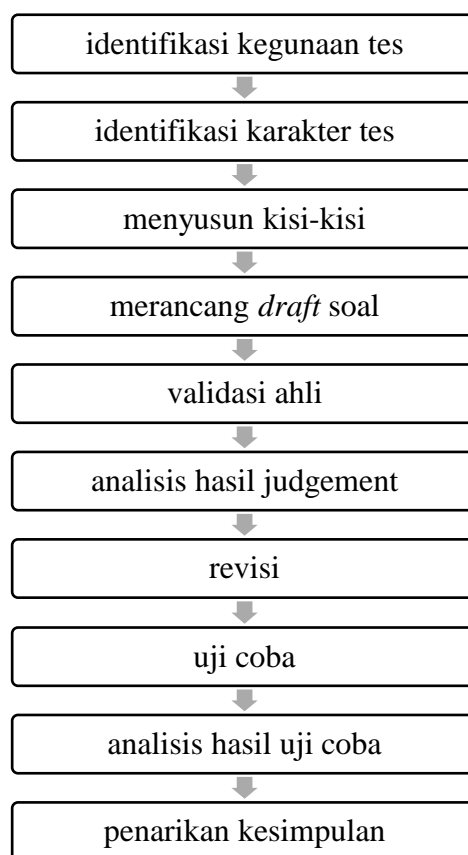 identifikasi kegunaan tes
identifikasi karakter tes
menyusun kisi-kisi
merancang draft soal
validasi ahli
analisis hasil judgement
revisi
uji coba
analisis hasil uji coba
penarikan kesimpulan